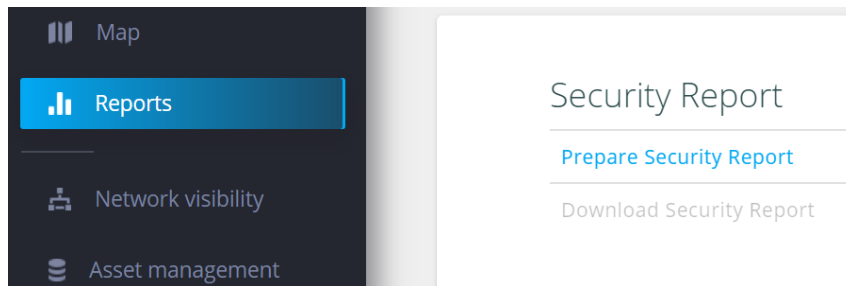 Map
Reports
Network visibility
Asset management
Security Report
Prepare Security Report
Download Security Report